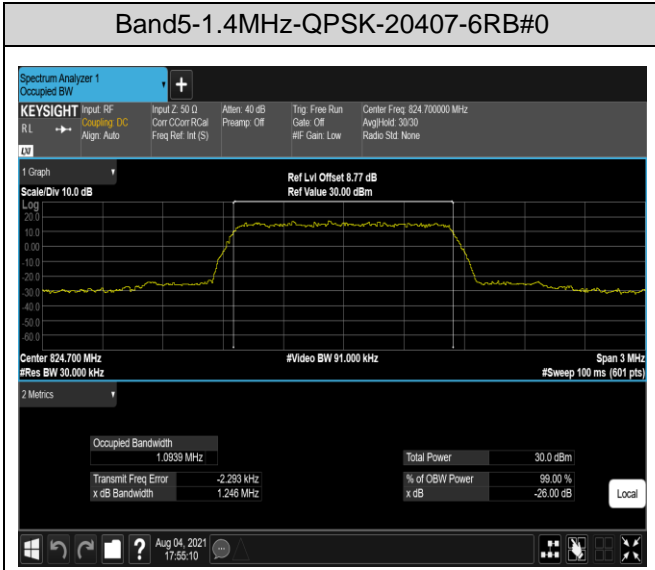 Band5-1.4MHz-QPSK-20407-6RB#0
Spectrum Analyzer 1
Occupied BW
+
KEYSIGHT Input: RF Input Z: 50 Ω Atten: 40 dB Trig: Free Run Center Freq: 824.700000 MHz
RL Coupling: DC Corr CCorr RCal Preamp: Off Gate: Off Avg|Hold: 30/30
Align: Auto Freq Ref: Int (S) #IF Gain: Low Radio Std: None
LXI
1 Graph
Ref Lvl Offset 8.77 dB
Scale/Div 10.0 dB Ref Value 30.00 dBm
Log
20.0
10.0
0.00
-10.0
-20.0
-30.0
-40.0
-50.0
-60.0
Center 824.700 MHz #Video BW 91.000 kHz Span 3 MHz
#Res BW 30.000 kHz #Sweep 100 ms (601 pts)
2 Metrics
Occupied Bandwidth
1.0939 MHz Total Power 30.0 dBm
Transmit Freq Error -2.293 kHz % of OBW Power 99.00 %
x dB Bandwidth 1.246 MHz x dB -26.00 dB
Local
? Aug 04, 2021
17:55:10